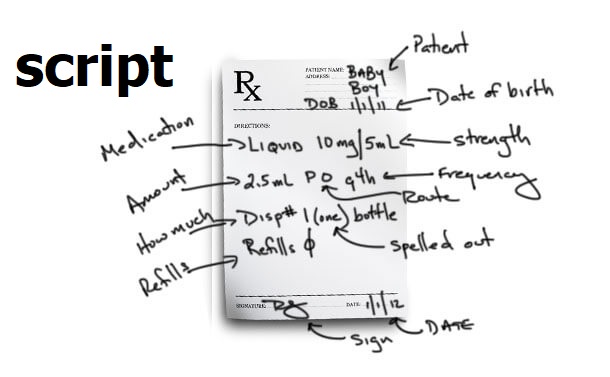 script
PATIENT NAME: BABY
ADDRESS: BOY
DOB 1/1/11
Patient
Date of birth
Rx
DIRECTIONS:
Medication
LIQUID 10mg/5mL
strength
Amount
2.5mL PO q4h
Frequency
Route
How much
Disp# 1 (one) bottle
spelled out
Refills
Refills ϕ
SIGNATURE:
DATE: 1/1/12
Sign
DATE